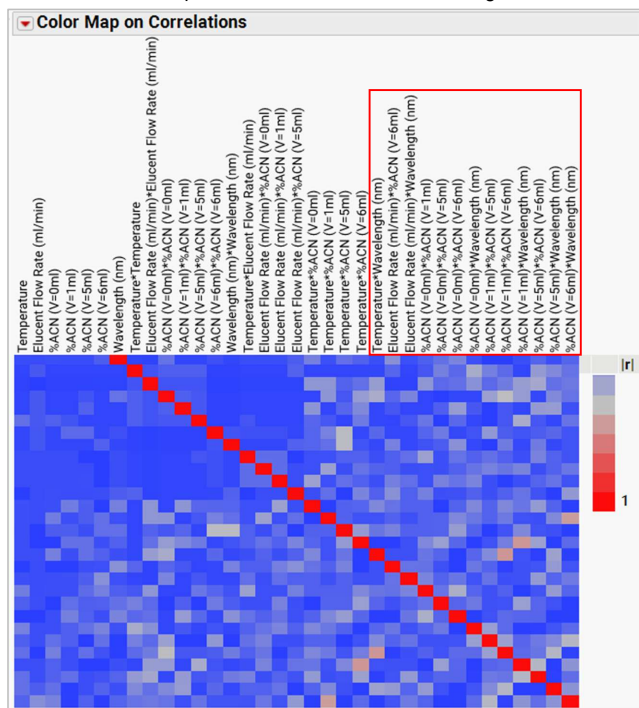 Color Map on Correlations
Temperature
Elucent Flow Rate (ml/min)
%ACN (V=0ml)
%ACN (V=1ml)
%ACN (V=5ml)
%ACN (V=6ml)
Wavelength (nm)
Temperature*Temperature
Elucent Flow Rate (ml/min)*Elucent Flow Rate (ml/min)
%ACN (V=0ml)*%ACN (V=0ml)
%ACN (V=1ml)*%ACN (V=1ml)
%ACN (V=5ml)*%ACN (V=5ml)
%ACN (V=6ml)*%ACN (V=6ml)
Wavelength (nm)*Wavelength (nm)
Temperature*Elucent Flow Rate (ml/min)
Elucent Flow Rate (ml/min)*%ACN (V=0ml)
Elucent Flow Rate (ml/min)*%ACN (V=1ml)
Elucent Flow Rate (ml/min)*%ACN (V=5ml)
Temperature*%ACN (V=0ml)
Temperature*%ACN (V=1ml)
Temperature*%ACN (V=5ml)
Temperature*%ACN (V=6ml)
Temperature*Wavelength (nm)
Elucent Flow Rate (ml/min)*%ACN (V=6ml)
Elucent Flow Rate (ml/min)*Wavelength (nm)
%ACN (V=0ml)*%ACN (V=1ml)
%ACN (V=0ml)*%ACN (V=5ml)
%ACN (V=0ml)*%ACN (V=6ml)
%ACN (V=0ml)*Wavelength (nm)
%ACN (V=1ml)*%ACN (V=5ml)
%ACN (V=1ml)*%ACN (V=6ml)
%ACN (V=1ml)*Wavelength (nm)
%ACN (V=5ml)*%ACN (V=6ml)
%ACN (V=5ml)*Wavelength (nm)
%ACN (V=6ml)*Wavelength (nm)
|r|
1